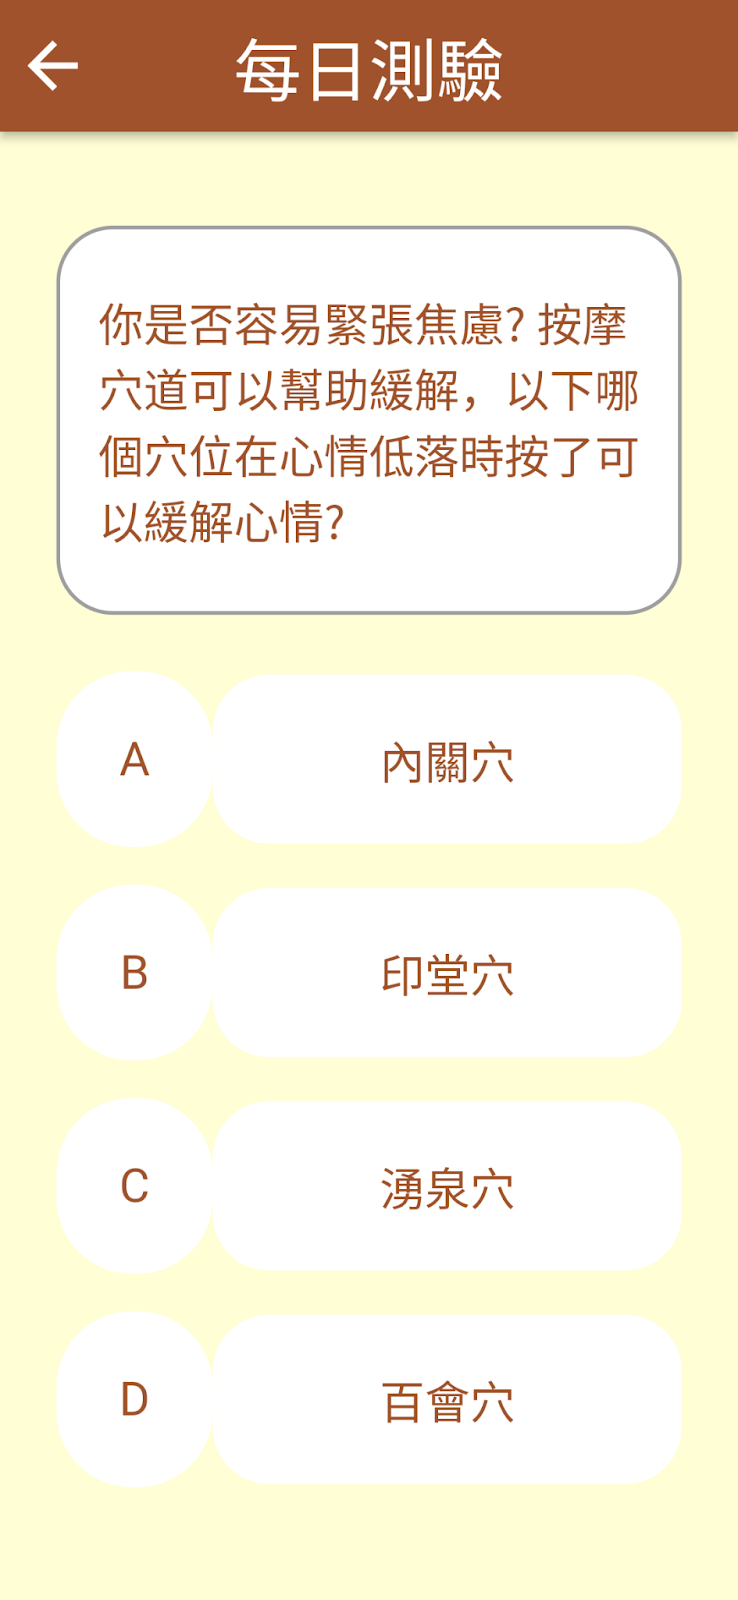 每日測驗
你是否容易緊張焦慮? 按摩
穴道可以幫助緩解，以下哪
個穴位在心情低落時按了可
以緩解心情?
A
內關穴
B
印堂穴
C
湧泉穴
D
百會穴